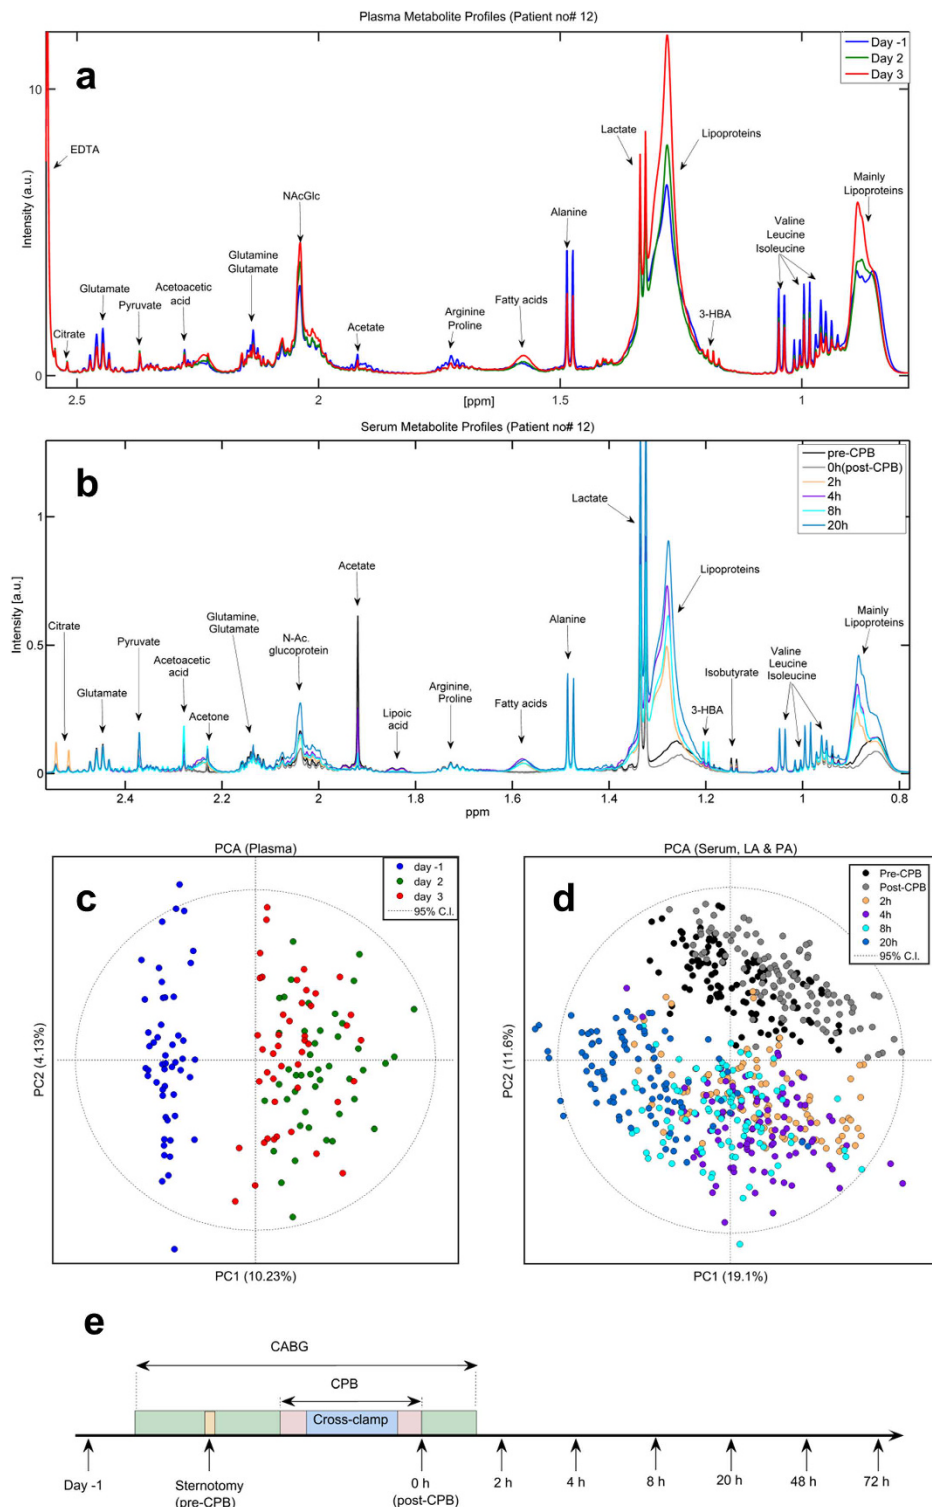 Plasma Metabolite Profiles (Patient no# 12)
a
Day -1
Day 2
Day 3
10
0
Intensity (a.u.)
EDTA
Citrate
Glutamate
Pyruvate
Acetoacetic
acid
Glutamine
Glutamate
NAcGlc
Acetate
Arginine
Proline
Fatty acids
Alanine
Lactate
Lipoproteins
3-HBA
Valine
Leucine
Isoleucine
Mainly
Lipoproteins
2.5
2
1.5
1
[ppm]
Serum Metabolite Profiles (Patient no# 12)
b
pre-CPB
0h(post-CPB)
2h
4h
8h
20h
1
0.5
0
Intensity [a.u.]
Citrate
Glutamate
Pyruvate
Acetoacetic
acid
Acetone
Glutamine,
Glutamate
N-Ac.
glucoprotein
Acetate
Lipoic
acid
Arginine,
Proline
Fatty acids
Alanine
Lactate
Lipoproteins
3-HBA
Isobutyrate
Valine
Leucine
Isoleucine
Mainly
Lipoproteins
2.4
2.2
2
1.8
1.6
1.4
1.2
1
0.8
ppm
PCA (Plasma)
c
day -1
day 2
day 3
95% C.I.
PC2 (4.13%)
PC1 (10.23%)
PCA (Serum, LA & PA)
d
Pre-CPB
Post-CPB
2h
4h
8h
20h
95% C.I.
PC2 (11.6%)
PC1 (19.1%)
e
CABG
CPB
Cross-clamp
Day -1
Sternotomy
(pre-CPB)
0 h
(post-CPB)
2 h
4 h
8 h
20 h
48 h
72 h